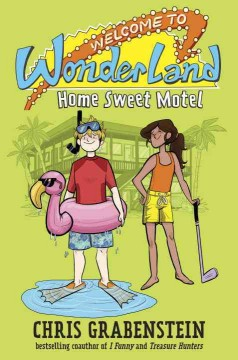 WELCOME TO
WonderLand
Home Sweet Motel
CHRIS GRABENSTEIN
bestselling coauthor of I Funny and Treasure Hunters